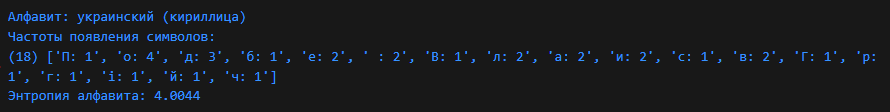 Алфавит: украинский (кириллица)
Частоты появления символов:
(18) ['П: 1', 'о: 4', 'д: 3', 'б: 1', 'е: 2', ' : 2', 'В: 1', 'л: 2', 'а: 2', 'и: 2', 'с: 1', 'в: 2', 'Г: 1', 'р:
1', 'г: 1', 'і: 1', 'й: 1', 'ч: 1']
Энтропия алфавита: 4.0044